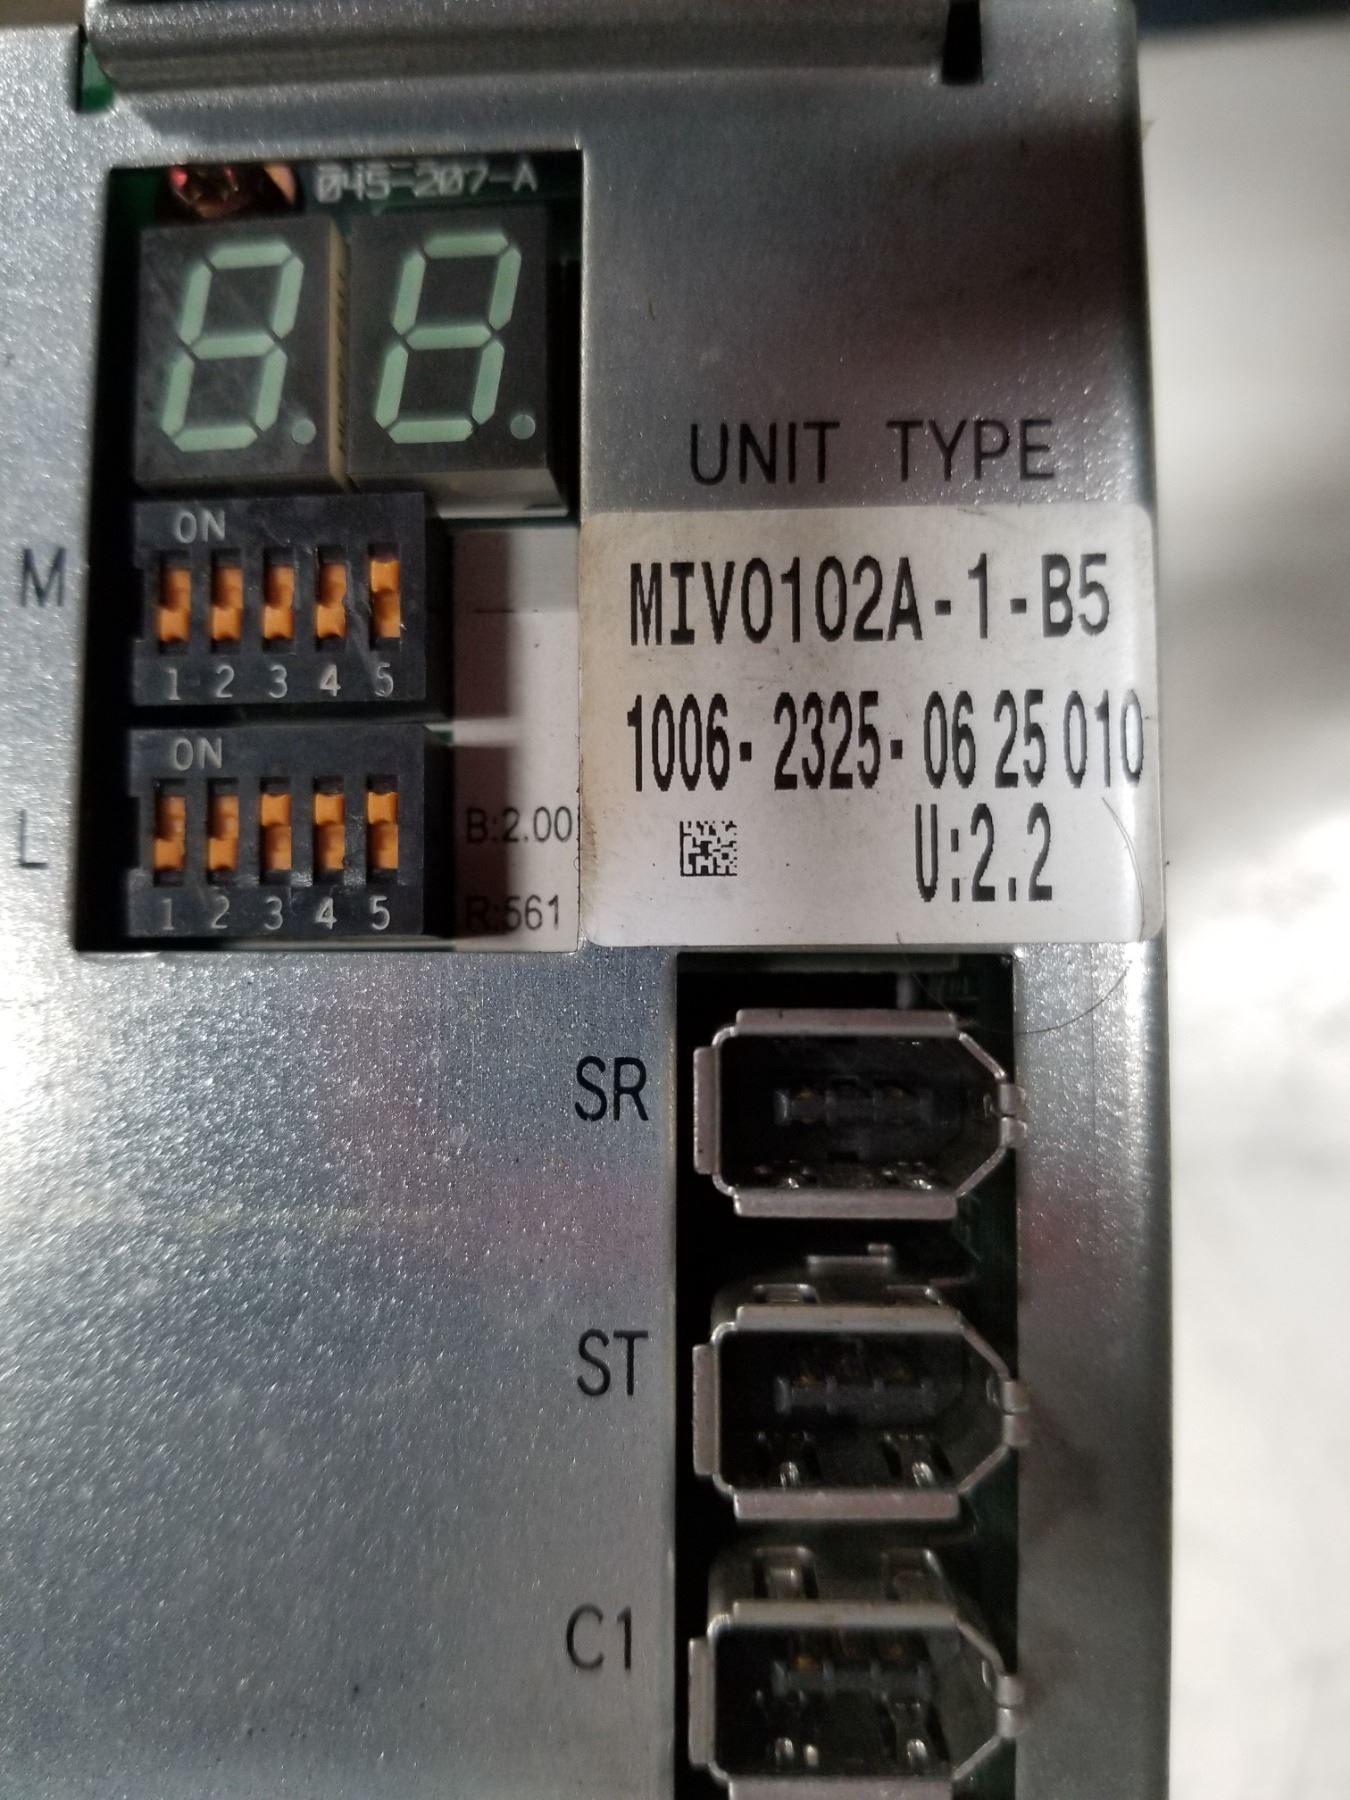 045-207-A
UNIT TYPE
M
ON
1 2 3 4 5
MIV0102A-1-B5
1006-2325-06 25 010
U:2.2
L
ON
1 2 3 4 5
B:2.00
R:561
SR
ST
C1